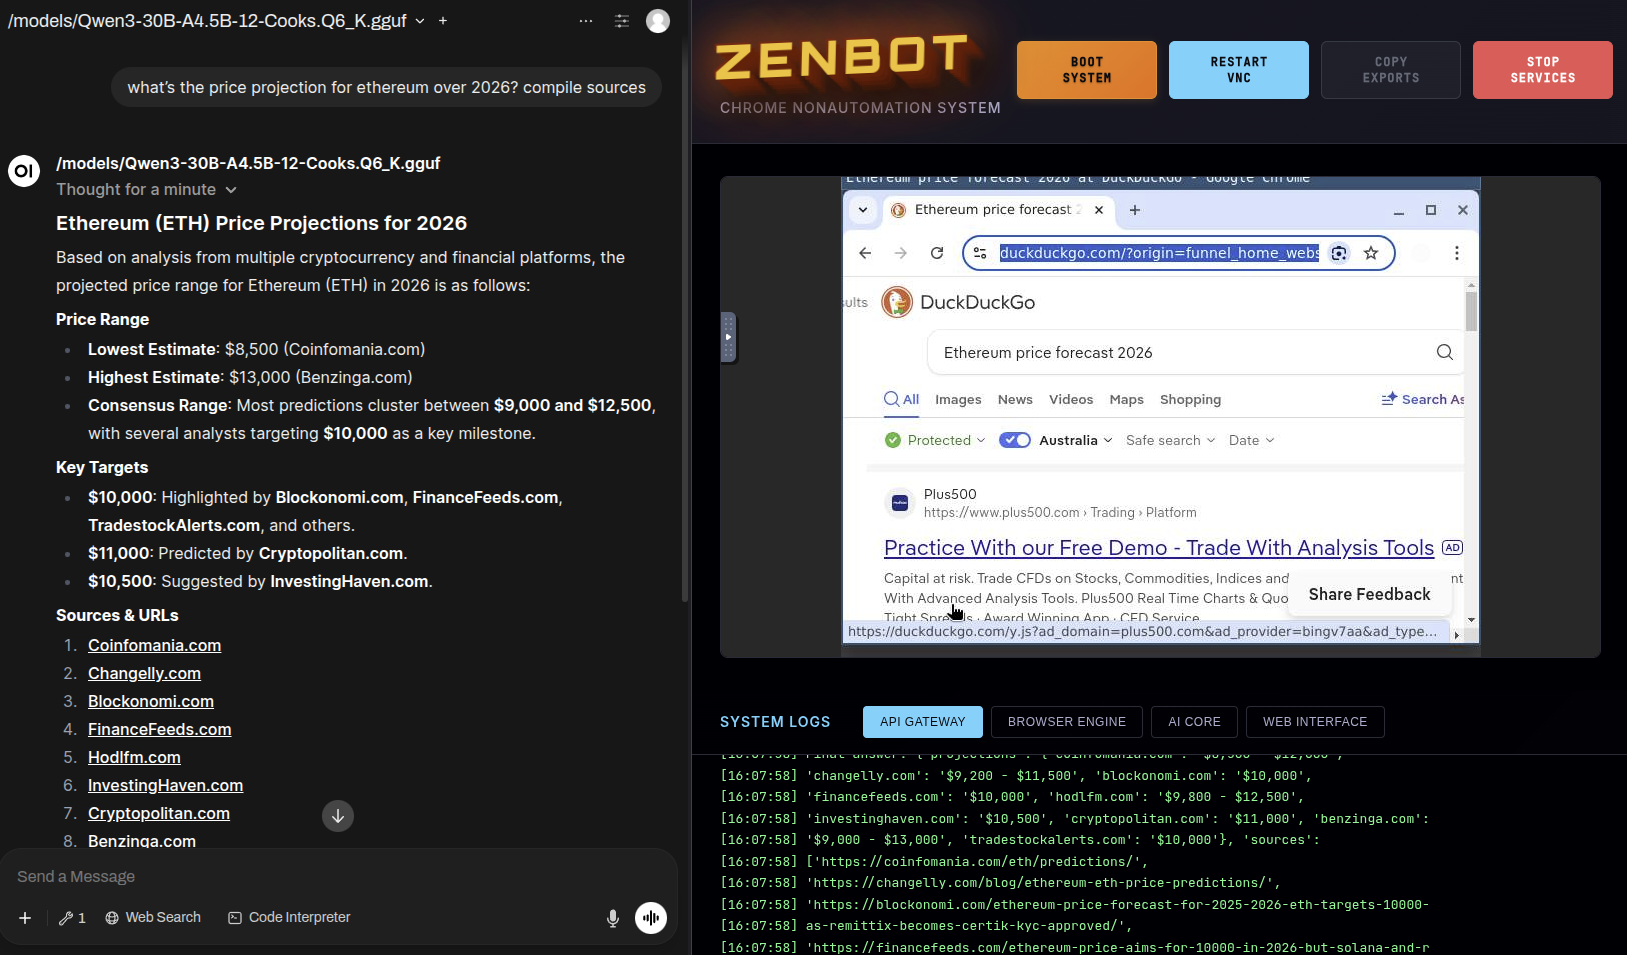 /models/Qwen3-30B-A4.5B-12-Cooks.Q6_K.gguf
what's the price projection for ethereum over 2026? compile sources
OI
/models/Qwen3-30B-A4.5B-12-Cooks.Q6_K.gguf
Thought for a minute
Ethereum (ETH) Price Projections for 2026
Based on analysis from multiple cryptocurrency and financial platforms, the
projected price range for Ethereum (ETH) in 2026 is as follows:
Price Range
Lowest Estimate: $8,500 (Coinfomania.com)
Highest Estimate: $13,000 (Benzinga.com)
Consensus Range: Most predictions cluster between $9,000 and $12,500,
with several analysts targeting $10,000 as a key milestone.
Key Targets
$10,000: Highlighted by Blockonomi.com, FinanceFeeds.com,
TradestockAlerts.com, and others.
$11,000: Predicted by Cryptopolitan.com.
$10,500: Suggested by InvestingHaven.com.
Sources & URLs
1. Coinfomania.com
2. Changelly.com
3. Blockonomi.com
4. FinanceFeeds.com
5. Hodlfm.com
6. InvestingHaven.com
7. Cryptopolitan.com
8. Benzinga.com
Send a Message
1 Web Search Code Interpreter
ZENBOT
CHROME NONAUTOMATION SYSTEM
BOOT
SYSTEM
RESTART
VNC
COPY
EXPORTS
STOP
SERVICES
Ethereum price forecast 2026 at DuckDuckGo - Google Chrome
Ethereum price forecast 2
duckduckgo.com/?origin=funnel_home_webs
sults DuckDuckGo
Ethereum price forecast 2026
All Images News Videos Maps Shopping Search As
Protected Australia Safe search Date
Plus500
https://www.plus500.com › Trading › Platform
Practice With our Free Demo - Trade With Analysis Tools AD
Capital at risk. Trade CFDs on Stocks, Commodities, Indices and nt
With Advanced Analysis Tools. Plus500 Real Time Charts & Quo
Tight Spreads · Award Winning App · CFD Service
Share Feedback
https://duckduckgo.com/y.js?ad_domain=plus500.com&ad_provider=bingv7aa&ad_type...
SYSTEM LOGS API GATEWAY BROWSER ENGINE AI CORE WEB INTERFACE
[16:07:58] final answer: {'projections': {'coinfomania.com': '$8,500 - $12,000',
[16:07:58] 'changelly.com': '$9,200 - $11,500', 'blockonomi.com': '$10,000',
[16:07:58] 'financefeeds.com': '$10,000', 'hodlfm.com': '$9,800 - $12,500',
[16:07:58] 'investinghaven.com': '$10,500', 'cryptopolitan.com': '$11,000', 'benzinga.com':
[16:07:58] '$9,000 - $13,000', 'tradestockalerts.com': '$10,000'}, 'sources':
[16:07:58] ['https://coinfomania.com/eth/predictions/',
[16:07:58] 'https://changelly.com/blog/ethereum-eth-price-predictions/',
[16:07:58] 'https://blockonomi.com/ethereum-price-forecast-for-2025-2026-eth-targets-10000-
[16:07:58] as-remittix-becomes-certik-kyc-approved/',
[16:07:58] 'https://financefeeds.com/ethereum-price-aims-for-10000-in-2026-but-solana-and-r